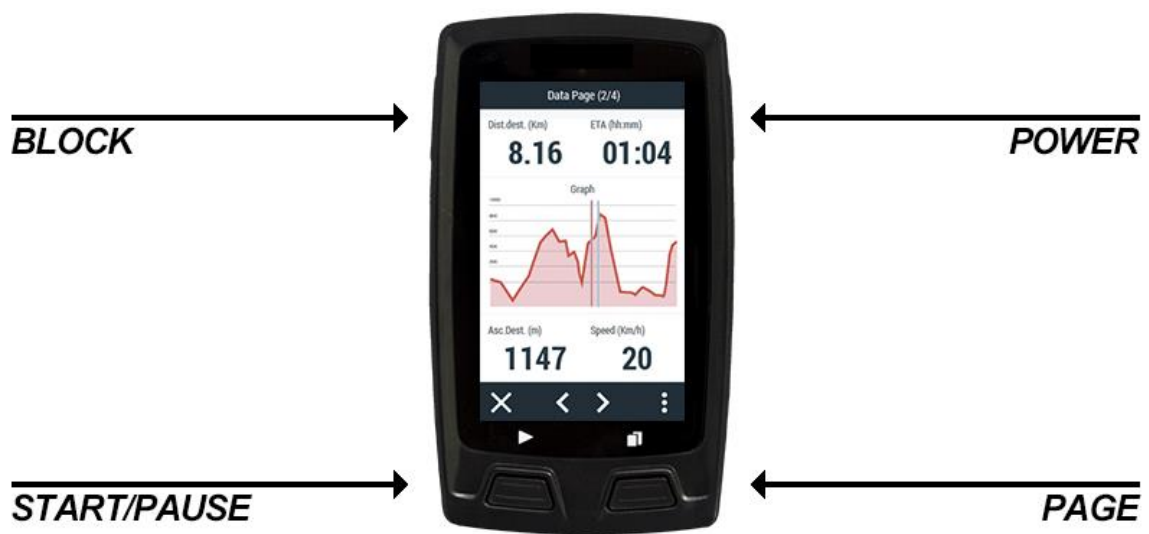 Data Page (2/4)
Dist.dest. (Km) ETA (hh:mm)
8.16 01:04
BLOCK
POWER
Graph
Asc.Dest. (m) Speed (Km/h)
1147 20
START/PAUSE
PAGE